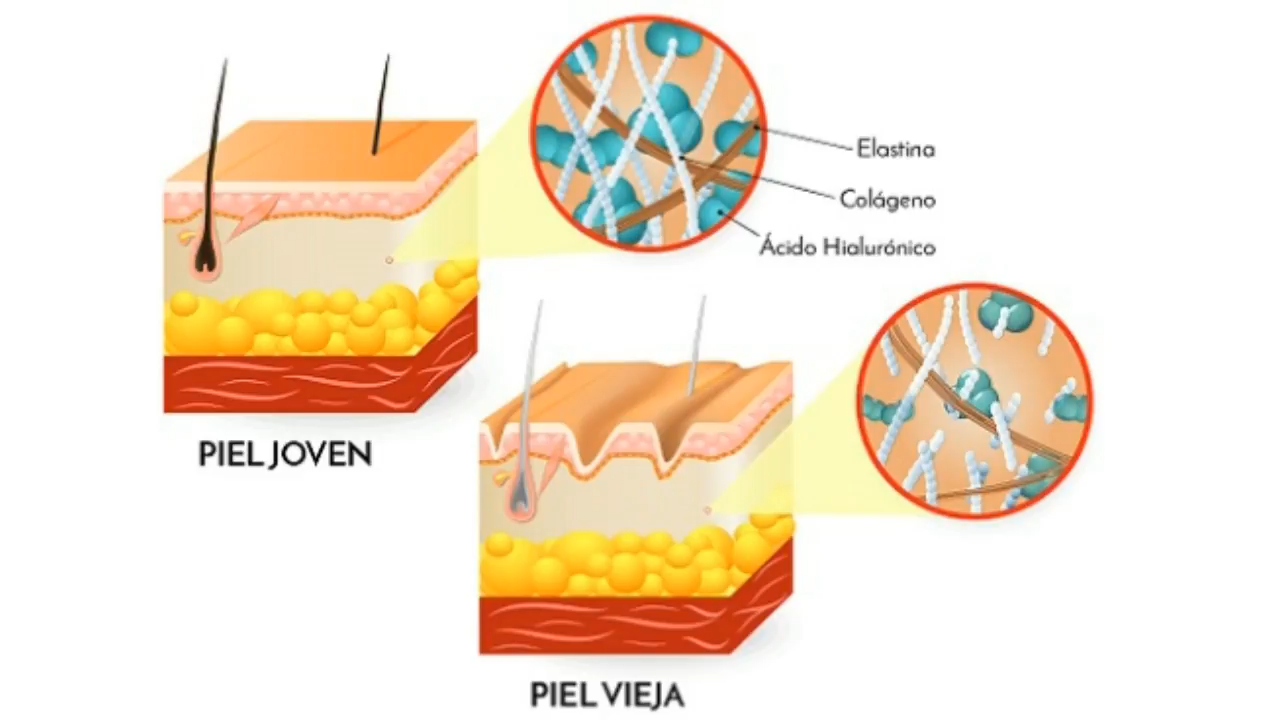 Elastina
Colágeno
Ácido Hialurónico
PIEL JOVEN
PIEL VIEJA